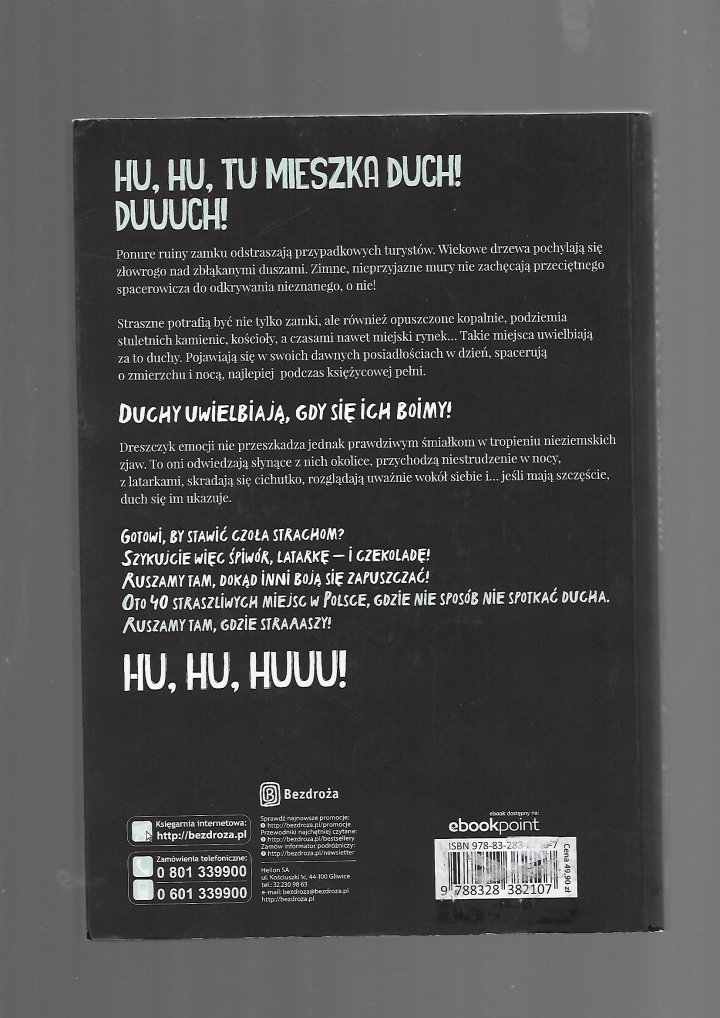 HU, HU, TU MIESZKA DUCH!
DUUUCH!
Ponure ruiny zamku odstraszają przypadkowych turystów. Wiekowe drzewa pochylają się
złowrogo nad zbłąkanymi duszami. Zimne, nieprzyjazne mury nie zachęcają przeciętnego
spacerowicza do odkrywania nieznanego, o nie!
Straszne potrafią być nie tylko zamki, ale również opuszczone kopalnie, podziemia
stuletnich kamienic, kościoły, a czasami nawet miejski rynek... Takie miejsca uwielbiają
za to duchy. Pojawiają się w swoich dawnych posiadłościach w dzień, spacerują
o zmierzchu i nocą, najlepiej podczas księżycowej pełni.
DUCHY UWIELBIAJĄ, GDY SIĘ ICH BOIMY!
Dreszczyk emocji nie przeszkadza jednak prawdziwym śmiałkom w tropieniu nieziemskich
zjaw. To oni odwiedzają słynące z nich okolice, przychodzą niestrudzenie w nocy,
z latarkami, skradają się cichutko, rozglądają uważnie wokół siebie i... jeśli mają szczęście,
duch się im ukazuje.
GOTOWI, BY STAWIĆ CZOŁA STRACHOM?
SZYKUJCIE WIĘC ŚPIWÓR, LATARKĘ – I CZEKOLADĘ!
RUSZAMY TAM, DOKĄD INNI BOJĄ SIĘ ZAPUSZCZAĆ!
OTO 40 STRASZLIWYCH MIEJSC W POLSCE, GDZIE NIE SPOSÓB NIE SPOTKAĆ DUCHA.
RUSZAMY TAM, GDZIE STRAAASZY!
HU, HU, HUUU!
Bezdroża
Księgarnia internetowa:
http://bezdroza.pl
Zamówienia telefoniczne:
0 801 339900
0 601 339900
Sprawdź najnowsze promocje:
http://bezdroza.pl/promocje
Przewodniki najchętniej czytane:
http://bezdroza.pl/bestsellery
Zamów informator podróżniczy:
http://bezdroza.pl/newsletter
Helion SA
ul. Kościuszki 1c, 44-100 Gliwice
tel.: 32 230 98 63
e-mail: bezdroza@bezdroza.pl
http://bezdroza.pl
ebook dostępny na:
ebookpoint
ISBN 978-83-283-
9 788328 382107
Cena 49,90 zł